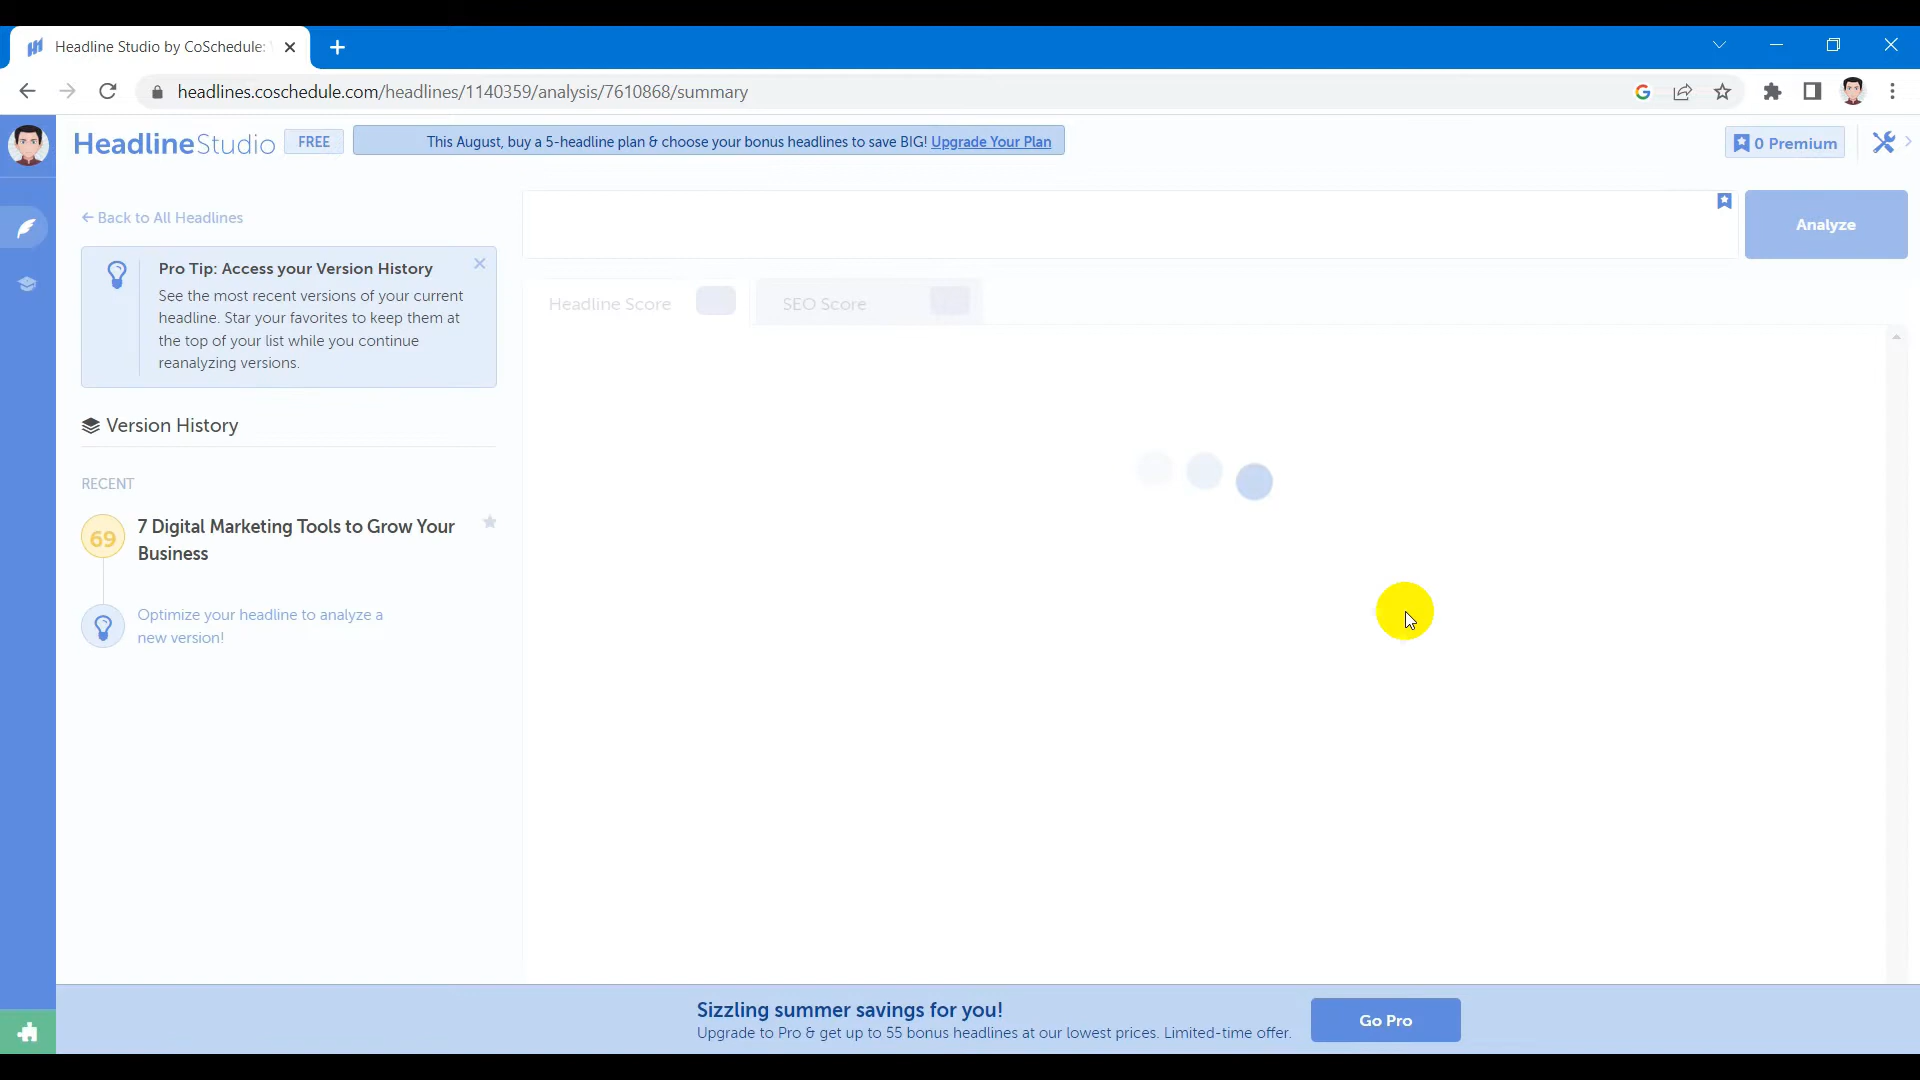 Headline Studio by CoSchedule:
headlines.coschedule.com/headlines/1140359/analysis/7610868/summary
HeadlineStudio
FREE
This August, buy a 5-headline plan & choose your bonus headlines to save BIG! Upgrade Your Plan
0 Premium
Back to All Headlines
Analyze
Pro Tip: Access your Version History
See the most recent versions of your current
headline. Star your favorites to keep them at
the top of your list while you continue
reanalyzing versions.
Headline Score
SEO Score
Version History
RECENT
69
7 Digital Marketing Tools to Grow Your
Business
Optimize your headline to analyze a
new version!
Sizzling summer savings for you!
Upgrade to Pro & get up to 55 bonus headlines at our lowest prices. Limited-time offer.
Go Pro